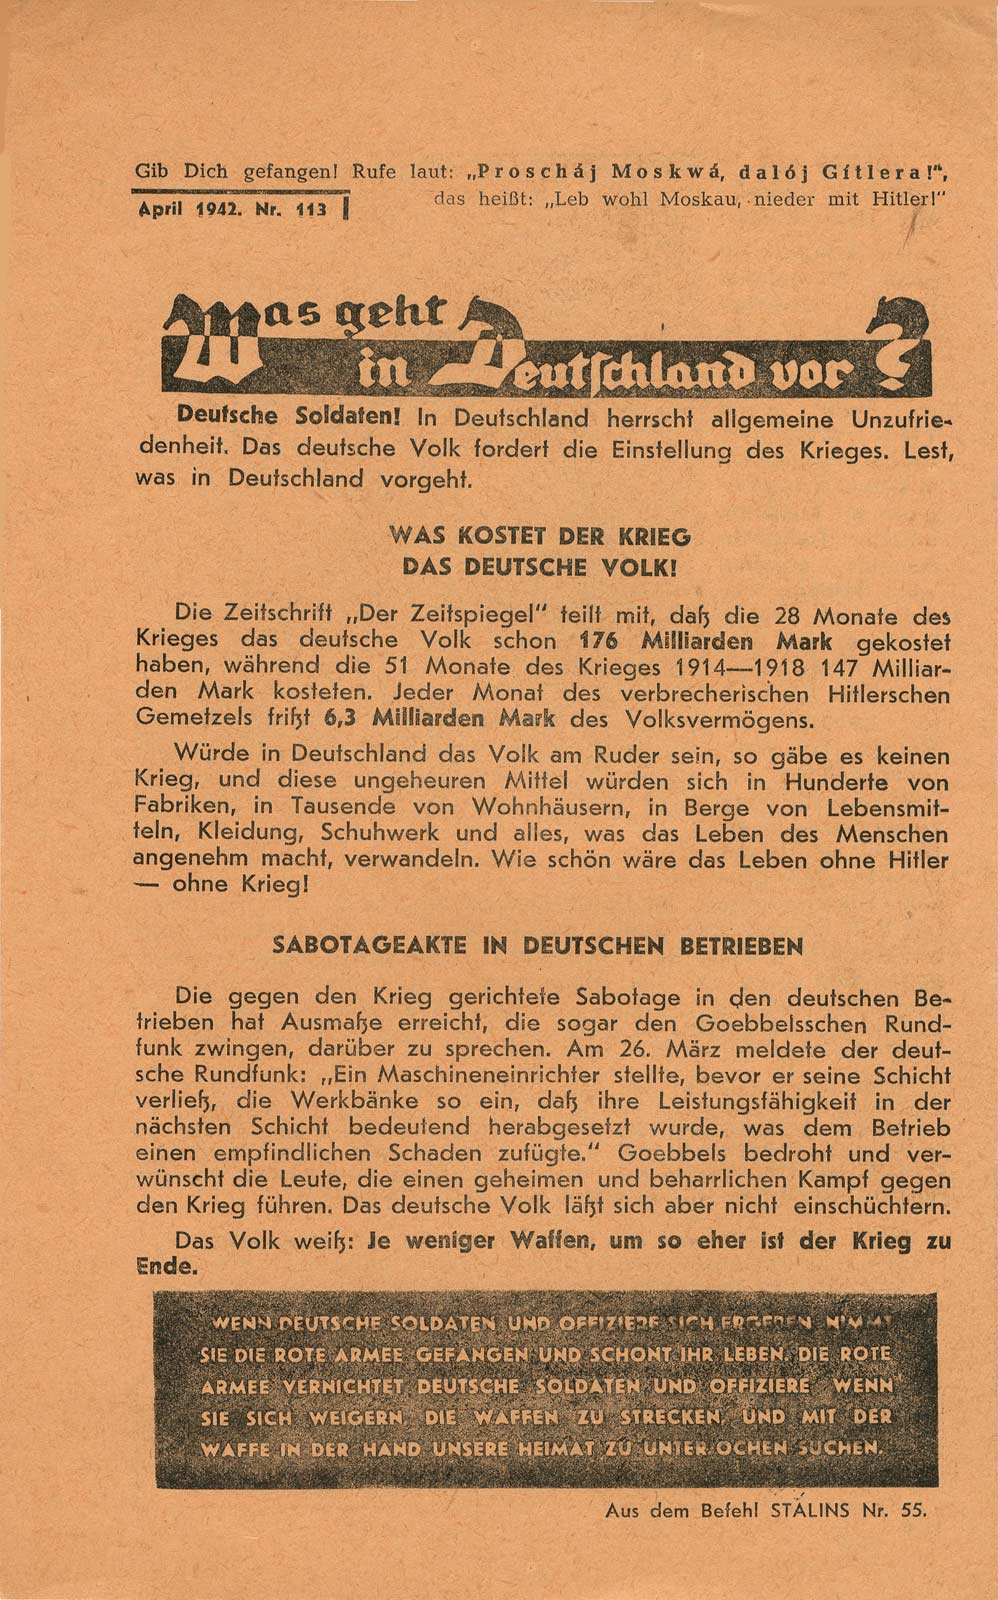 Gib Dich gefangen! Rufe laut: „Proscháj Moskwá, dalój Gítlera!“,
das heißt: „Leb wohl Moskau, nieder mit Hitler!"
April 1942. Nr. 113
Was geht
in Deutschland vor?
Deutsche Soldaten! In Deutschland herrscht allgemeine Unzufrie-
denheit. Das deutsche Volk fordert die Einstellung des Krieges. Lest,
was in Deutschland vorgeht.
WAS KOSTET DER KRIEG
DAS DEUTSCHE VOLK!
Die Zeitschrift „Der Zeitspiegel" teilt mit, daß die 28 Monate des
Krieges das deutsche Volk schon 176 Milliarden Mark gekostet
haben, während die 51 Monate des Krieges 1914—1918 147 Milliar-
den Mark kosteten. Jeder Monat des verbrecherischen Hitlerschen
Gemetzels frißt 6,3 Milliarden Mark des Volksvermögens.
Würde in Deutschland das Volk am Ruder sein, so gäbe es keinen
Krieg, und diese ungeheuren Mittel würden sich in Hunderte von
Fabriken, in Tausende von Wohnhäusern, in Berge von Lebensmit-
teln, Kleidung, Schuhwerk und alles, was das Leben des Menschen
angenehm macht, verwandeln. Wie schön wäre das Leben ohne Hitler
— ohne Krieg!
SABOTAGEAKTE IN DEUTSCHEN BETRIEBEN
Die gegen den Krieg gerichtete Sabotage in den deutschen Be-
trieben hat Ausmaße erreicht, die sogar den Goebbelsschen Rund-
funk zwingen, darüber zu sprechen. Am 26. März meldete der deut-
sche Rundfunk: „Ein Maschineneinrichter stellte, bevor er seine Schicht
verließ, die Werkbänke so ein, daß ihre Leistungsfähigkeit in der
nächsten Schicht bedeutend herabgesetzt wurde, was dem Betrieb
einen empfindlichen Schaden zufügte." Goebbels bedroht und ver-
wünscht die Leute, die einen geheimen und beharrlichen Kampf gegen
den Krieg führen. Das deutsche Volk läßt sich aber nicht einschüchtern.
Das Volk weiß: Je weniger Waffen, um so eher ist der Krieg zu
Ende.
WENN DEUTSCHE SOLDATEN UND OFFIZIERE SICH ERGEBEN, NIMMT
SIE DIE ROTE ARMEE GEFANGEN UND SCHONT IHR LEBEN. DIE ROTE
ARMEE VERNICHTET DEUTSCHE SOLDATEN UND OFFIZIERE, WENN
SIE SICH WEIGERN, DIE WAFFEN ZU STRECKEN, UND MIT DER
WAFFE IN DER HAND UNSERE HEIMAT ZU UNTERJOCHEN SUCHEN.
Aus dem Befehl STALINS Nr. 55.